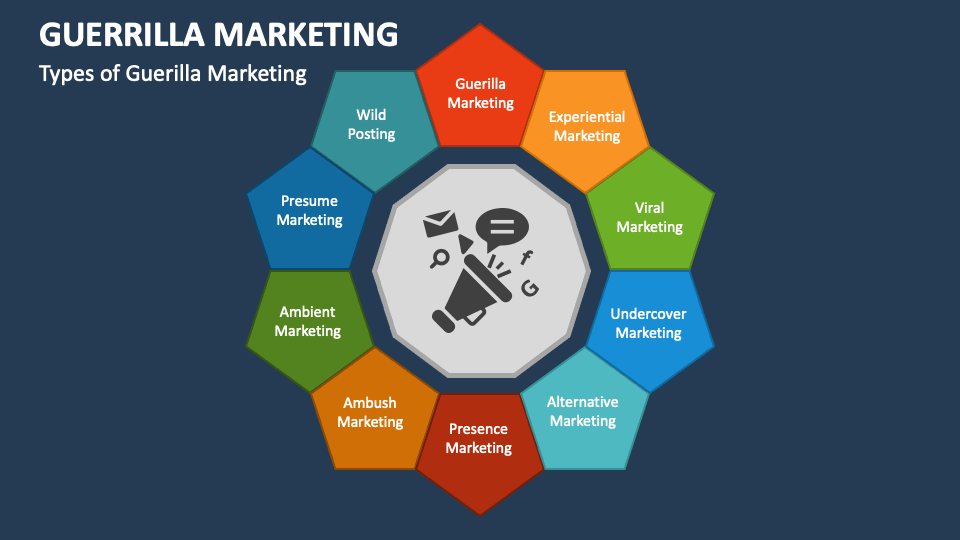 GUERRILLA MARKETING
Types of Guerilla Marketing
Guerilla
Marketing
Experiential
Marketing
Viral
Marketing
Undercover
Marketing
Alternative
Marketing
Presence
Marketing
Ambush
Marketing
Ambient
Marketing
Presume
Marketing
Wild
Posting
f
G